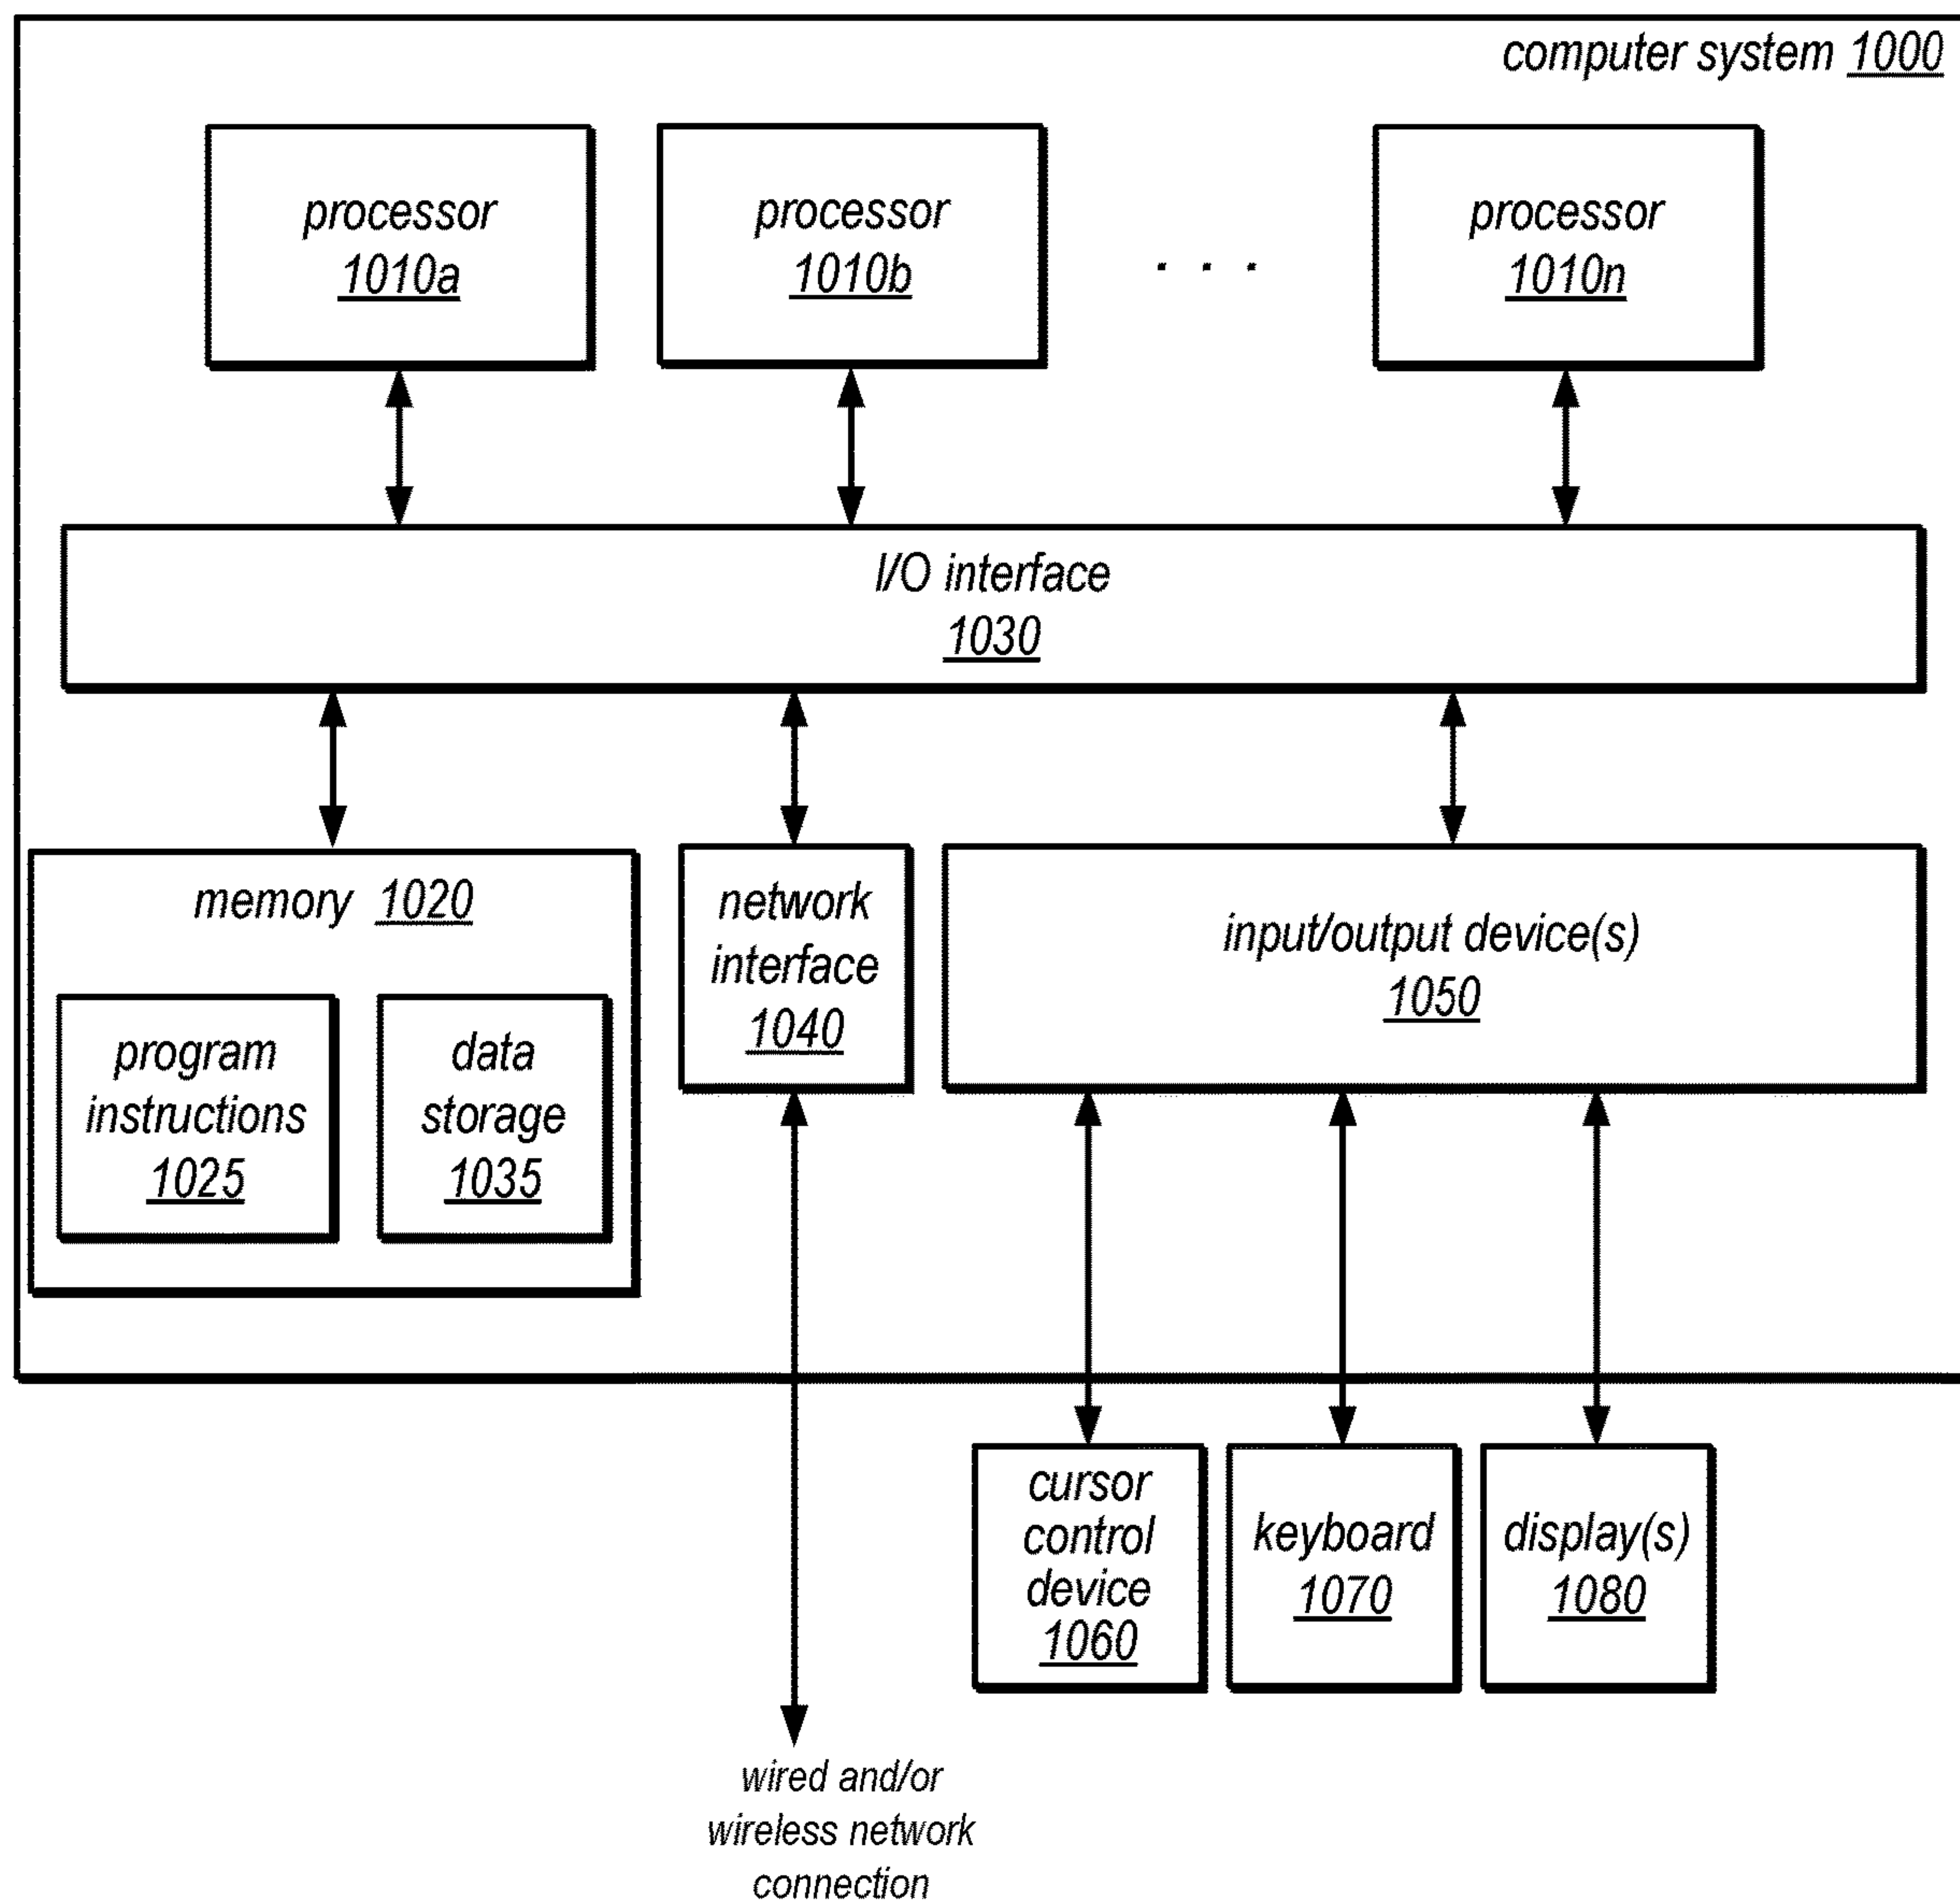 computer system 1000
processor
1010a
processor
1010b
. . .
processor
1010n
I/O interface
1030
memory 1020
program
instructions
1025
data
storage
1035
network
interface
1040
input/output device(s)
1050
cursor
control
device
1060
keyboard
1070
display(s)
1080
wired and/or
wireless network
connection